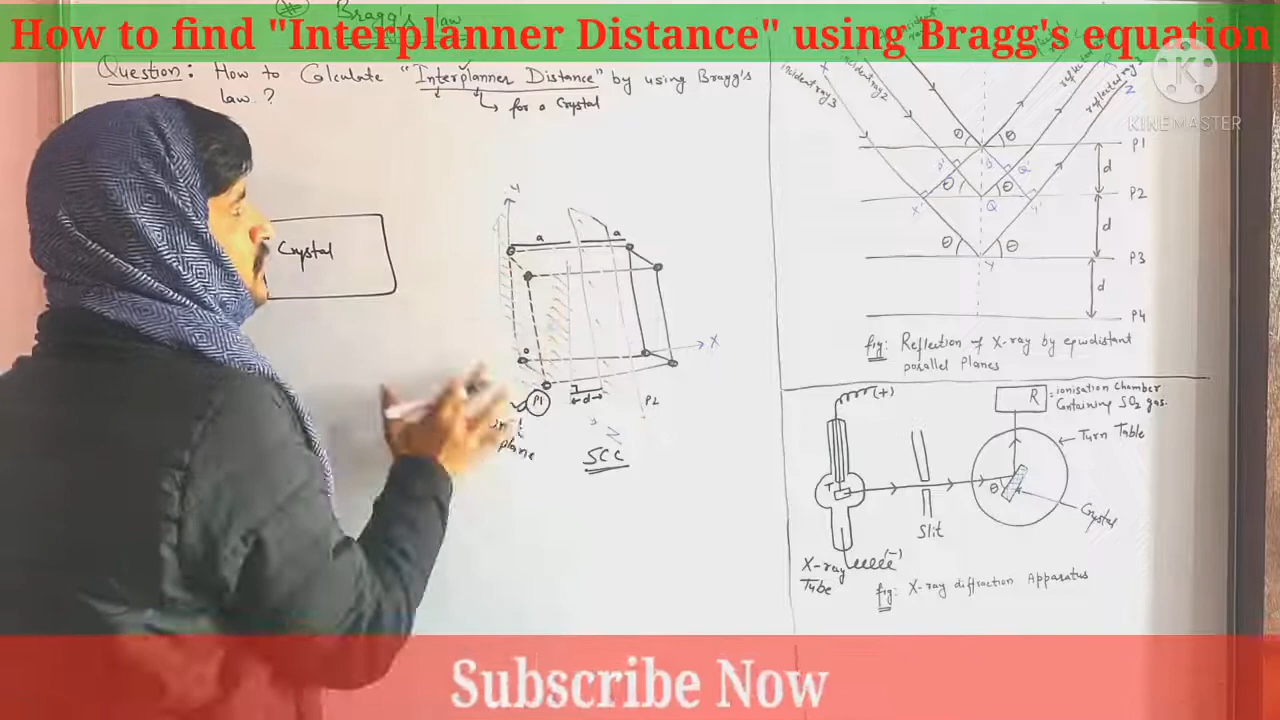 How to find "Interplanner Distance" using Bragg's equation
Bragg's law
Question: How to Calculate "Interplanner Distance" by using Bragg's
law ?
for a Crystal
Crystal
y
a
a
X
d
P1
P2
plane
Z
SCC
incident ray 2
incident ray 3
reflected ray 3
Z
KINEMASTER
θ θ
P1
d
θ θ
P2
X' Q Y'
d
θ θ
P3
Y
d
P4
fig: Reflection of X-ray by equidistant
parallel planes
(+)
R
= ionisation Chamber
Containing SO2 gas.
Turn Table
T
θ
Slit
Crystal
(-)
X-ray
Tube
fig: X-ray diffraction Apparatus
Subscribe Now